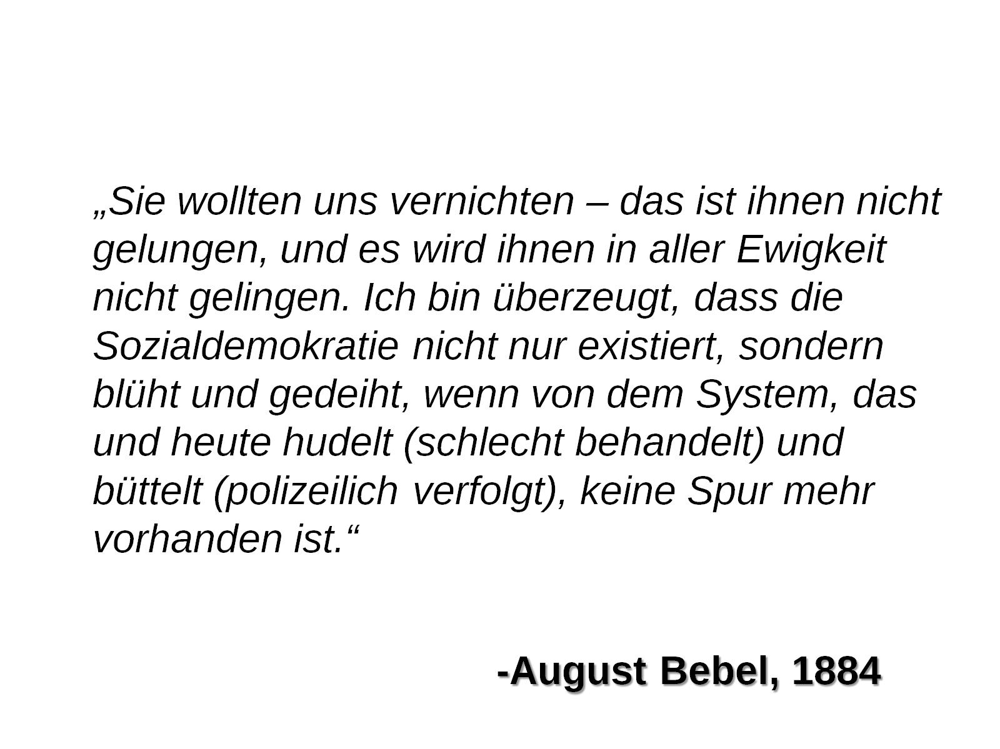 „Sie wollten uns vernichten – das ist ihnen nicht
gelungen, und es wird ihnen in aller Ewigkeit
nicht gelingen. Ich bin überzeugt, dass die
Sozialdemokratie nicht nur existiert, sondern
blüht und gedeiht, wenn von dem System, das
und heute hudelt (schlecht behandelt) und
büttelt (polizeilich verfolgt), keine Spur mehr
vorhanden ist.“
-August Bebel, 1884